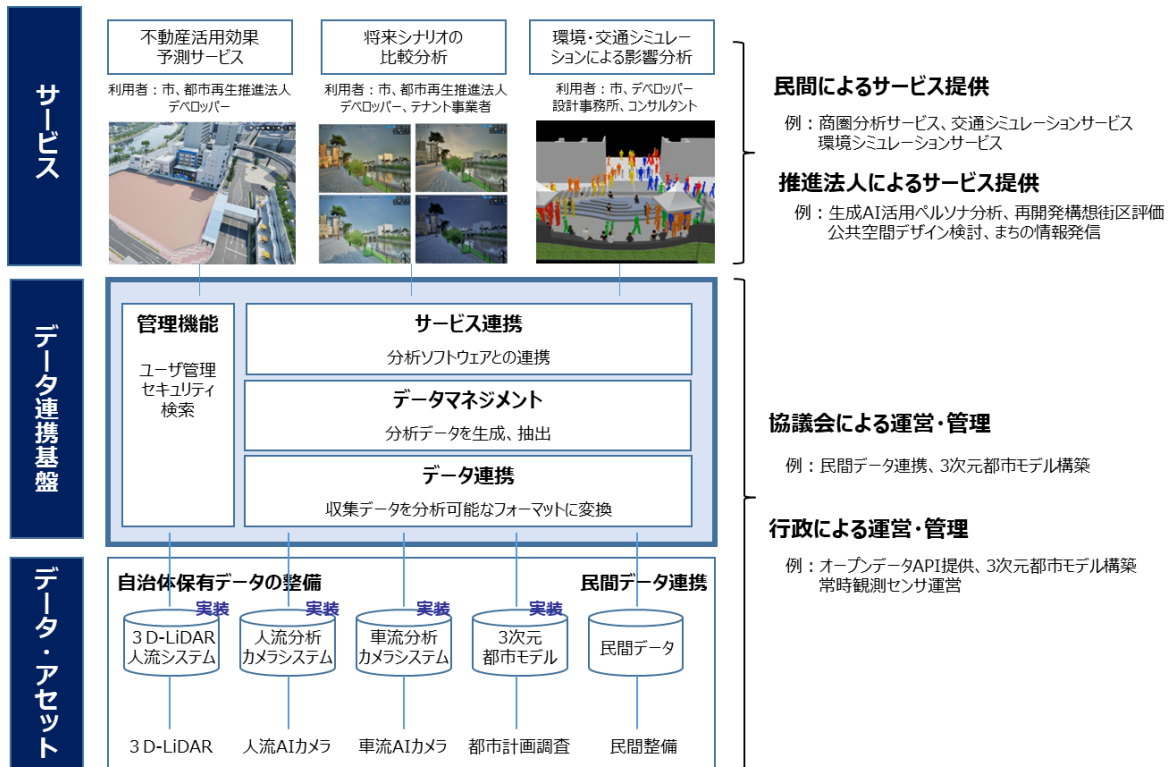 サービス
不動産活用効果
予測サービス
利用者：市、都市再生推進法人
デベロッパー
将来シナリオの
比較分析
利用者：市、都市再生推進法人
デベロッパー、テナント事業者
環境・交通シミュレー
ションによる影響分析
利用者：市、デベロッパー
設計事務所、コンサルタント
民間によるサービス提供
例：商圏分析サービス、交通シミュレーションサービス
環境シミュレーションサービス
推進法人によるサービス提供
例：生成AI活用ペルソナ分析、再開発構想街区評価
公共空間デザイン検討、まちの情報発信
データ連携基盤
管理機能
ユーザ管理
セキュリティ
検索
サービス連携
分析ソフトウェアとの連携
データマネジメント
分析データを生成、抽出
データ連携
収集データを分析可能なフォーマットに変換
協議会による運営・管理
例：民間データ連携、3次元都市モデル構築
行政による運営・管理
例：オープンデータAPI提供、3次元都市モデル構築
常時観測センサ運営
データ・アセット
自治体保有データの整備
民間データ連携
実装
３D-LiDAR
人流システム
実装
人流分析
カメラシステム
実装
車流分析
カメラシステム
実装
3次元
都市モデル
民間データ
３D-LiDAR
人流AIカメラ
車流AIカメラ
都市計画調査
民間整備